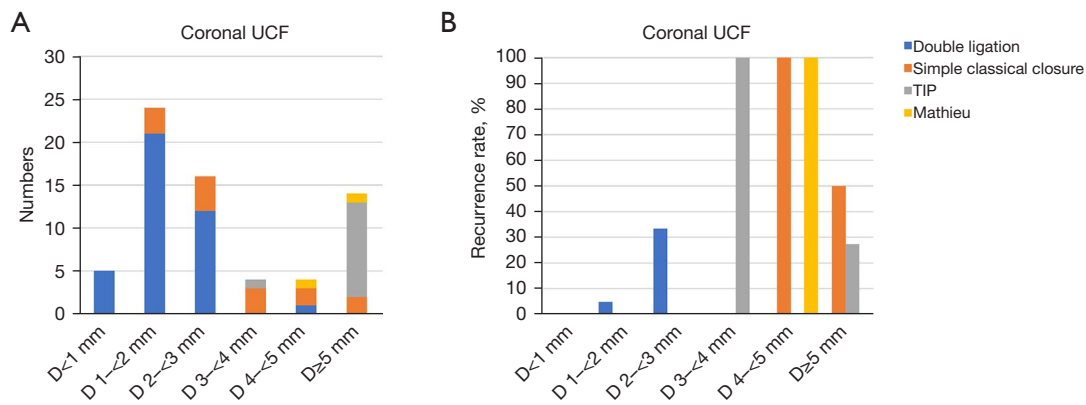 A
Coronal UCF
30
25
20
15
10
5
0
Numbers
D<1 mm
D 1–<2 mm
D 2–<3 mm
D 3–<4 mm
D 4–<5 mm
D≥5 mm
B
Coronal UCF
100
90
80
70
60
50
40
30
20
10
0
Recurrence rate, %
D<1 mm
D 1–<2 mm
D 2–<3 mm
D 3–<4 mm
D 4–<5 mm
D≥5 mm
Double ligation
Simple classical closure
TIP
Mathieu